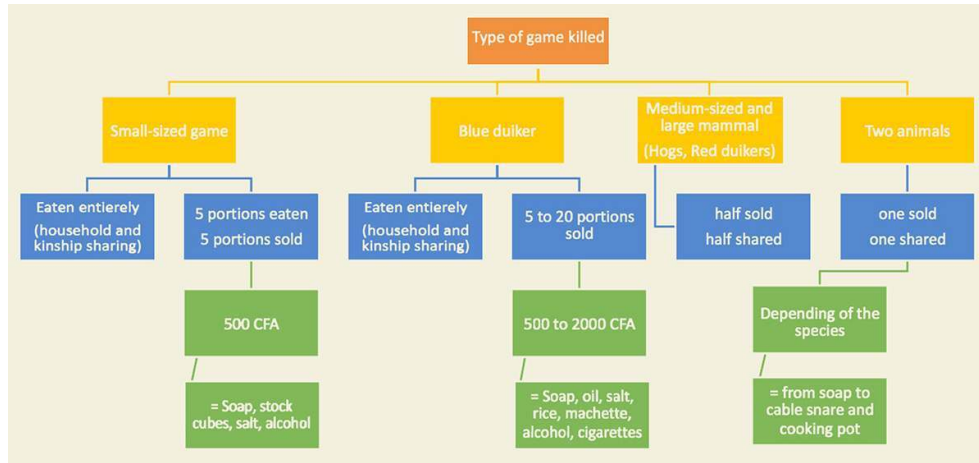 Type of game killed
Small-sized game
Blue duiker
Medium-sized and
large mammal
(Hogs, Red duikers)
Two animals
Eaten entierely
(household and
kinship sharing)
5 portions eaten
5 portions sold
Eaten entirely
(household and
kinship sharing)
5 to 20 portions
sold
half sold
half shared
one sold
one shared
500 CFA
500 to 2000 CFA
Depending of the
species
= Soap, stock
cubes, salt, alcohol
= Soap, oil, salt,
rice, machette,
alcohol, cigarettes
= from soap to
cable snare and
cooking pot